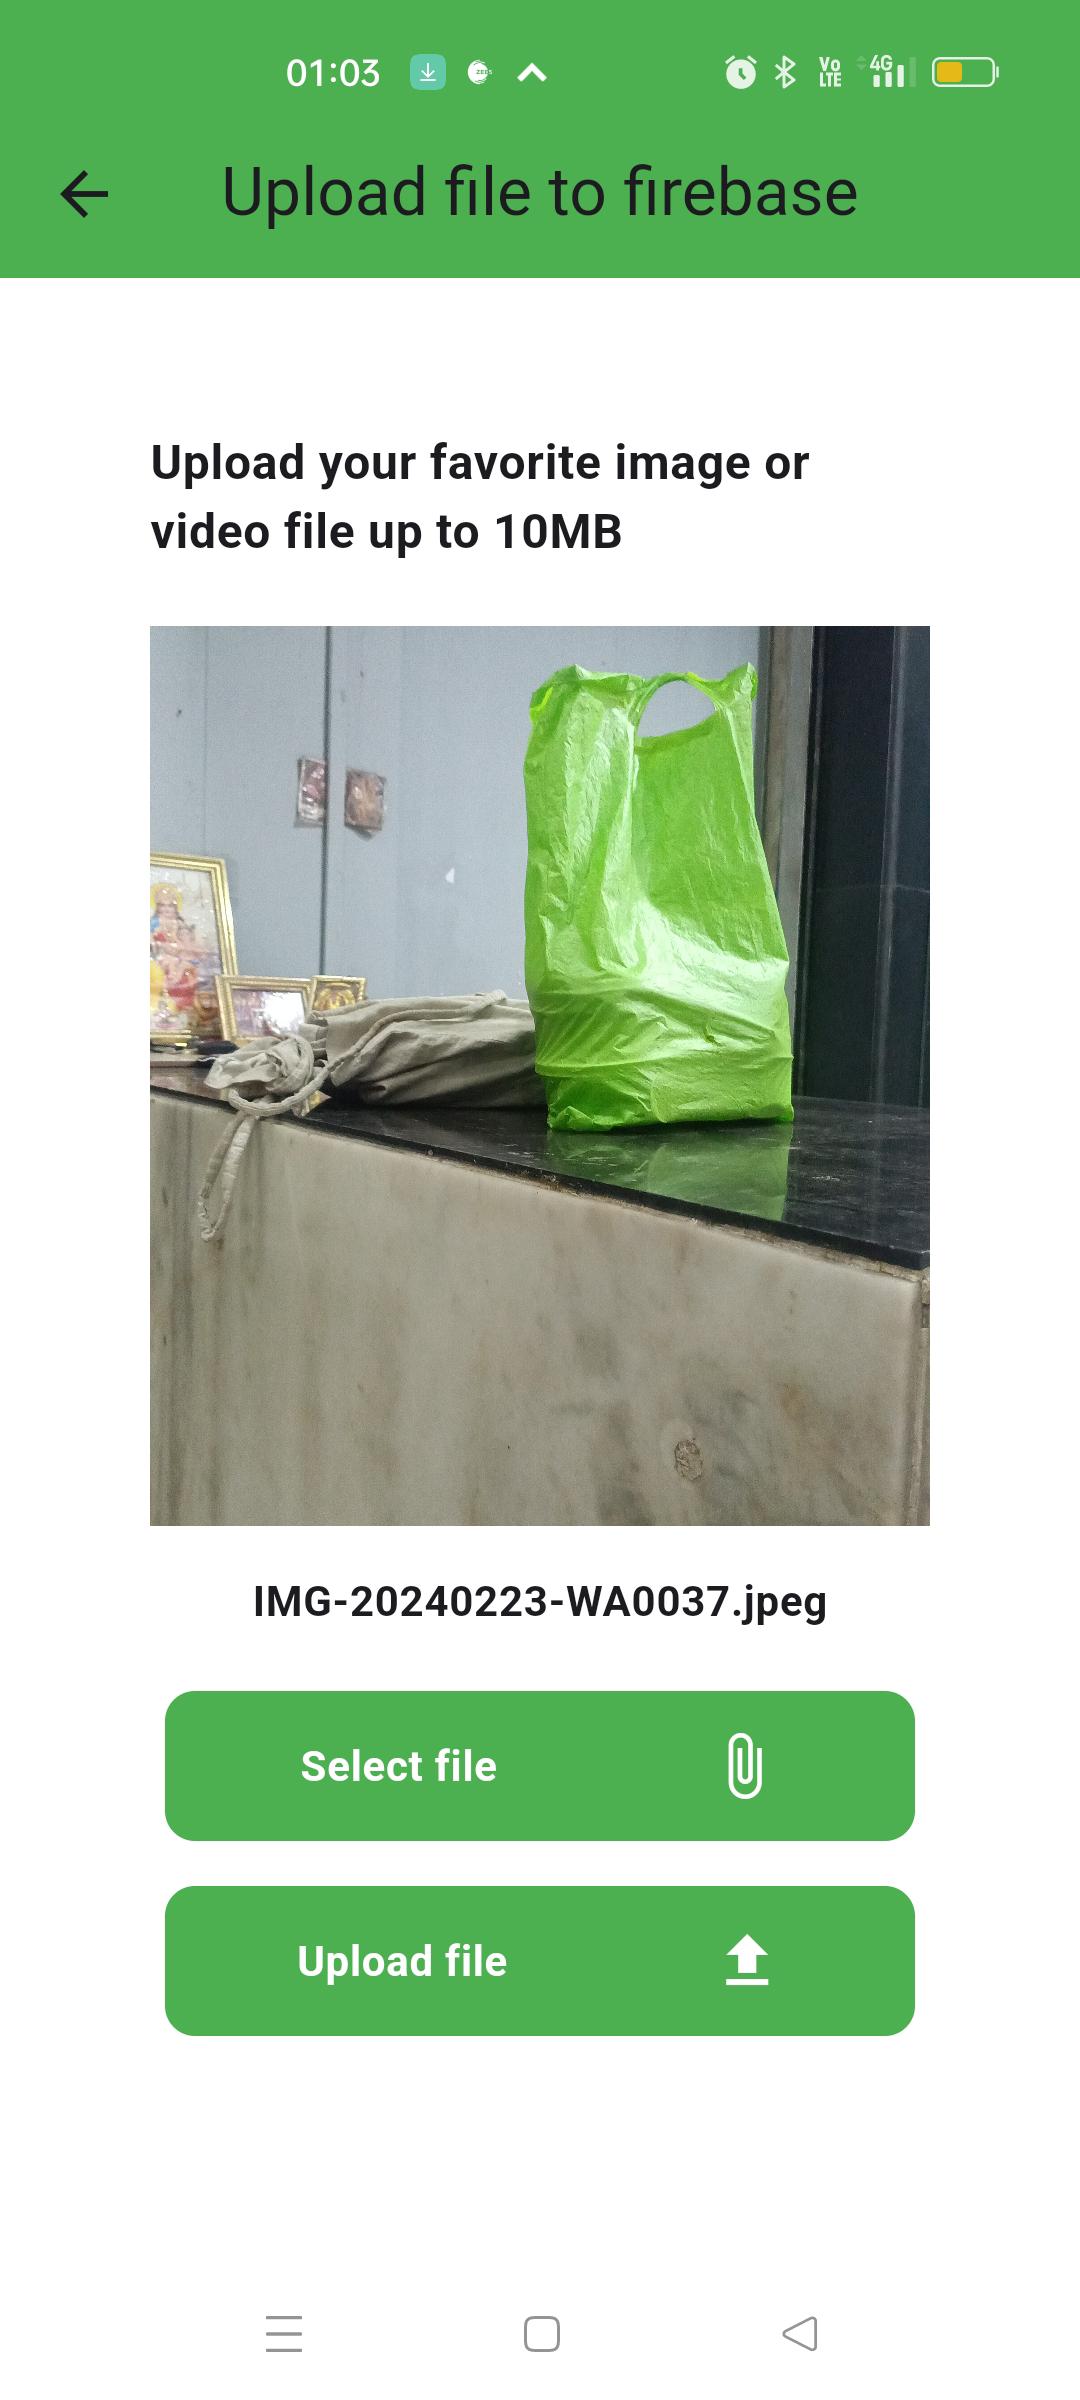 01:03
Vo
LTE
4G
Upload file to firebase
Upload your favorite image or
video file up to 10MB
IMG-20240223-WA0037.jpeg
Select file
Upload file